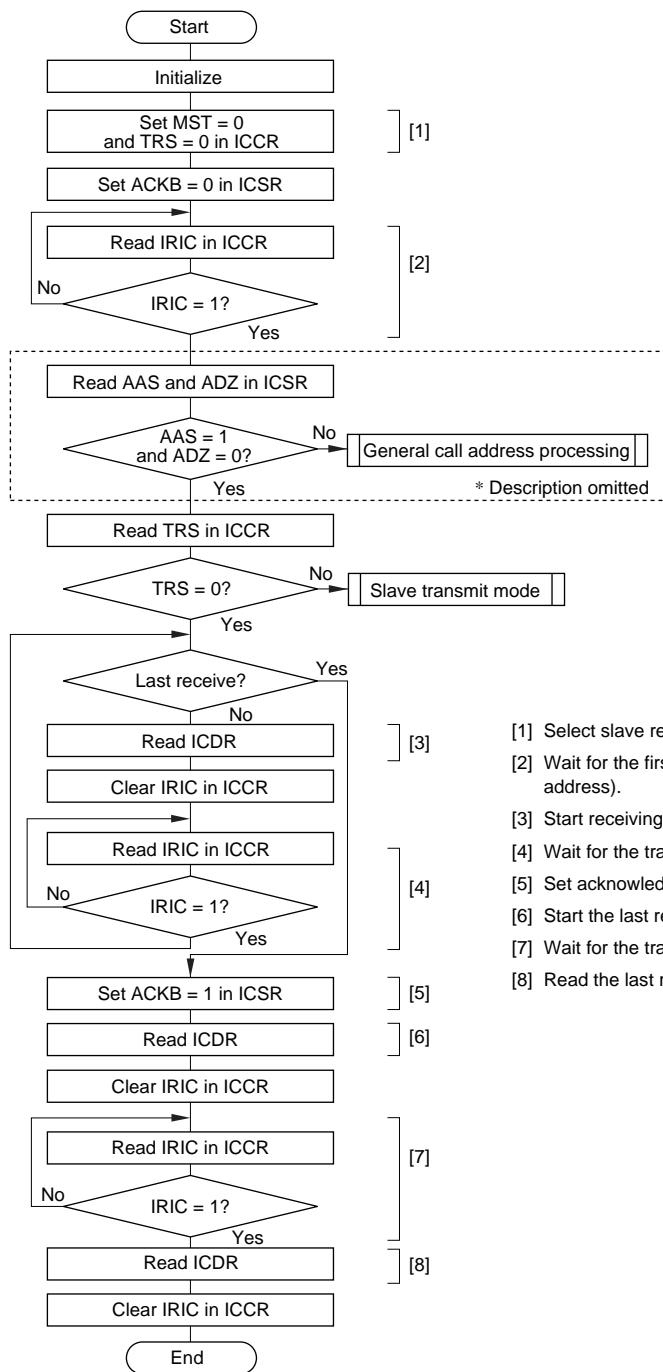 Start
Initialize
Set MST = 0
and TRS = 0 in ICCR
[1]
Set ACKB = 0 in ICSR
Read IRIC in ICCR
[2]
No
IRIC = 1?
Yes
Read AAS and ADZ in ICSR
AAS = 1
and ADZ = 0?
No
General call address processing
Yes
* Description omitted
Read TRS in ICCR
TRS = 0?
No
Slave transmit mode
Yes
Last receive?
Yes
No
Read ICDR
[3]
Clear IRIC in ICCR
Read IRIC in ICCR
[4]
No
IRIC = 1?
Yes
Set ACKB = 1 in ICSR
[5]
Read ICDR
[6]
Clear IRIC in ICCR
Read IRIC in ICCR
[7]
No
IRIC = 1?
Yes
Read ICDR
[8]
Clear IRIC in ICCR
End
[1] Select slave re
[2] Wait for the firs
address).
[3] Start receiving
[4] Wait for the tra
[5] Set acknowled
[6] Start the last re
[7] Wait for the tra
[8] Read the last r